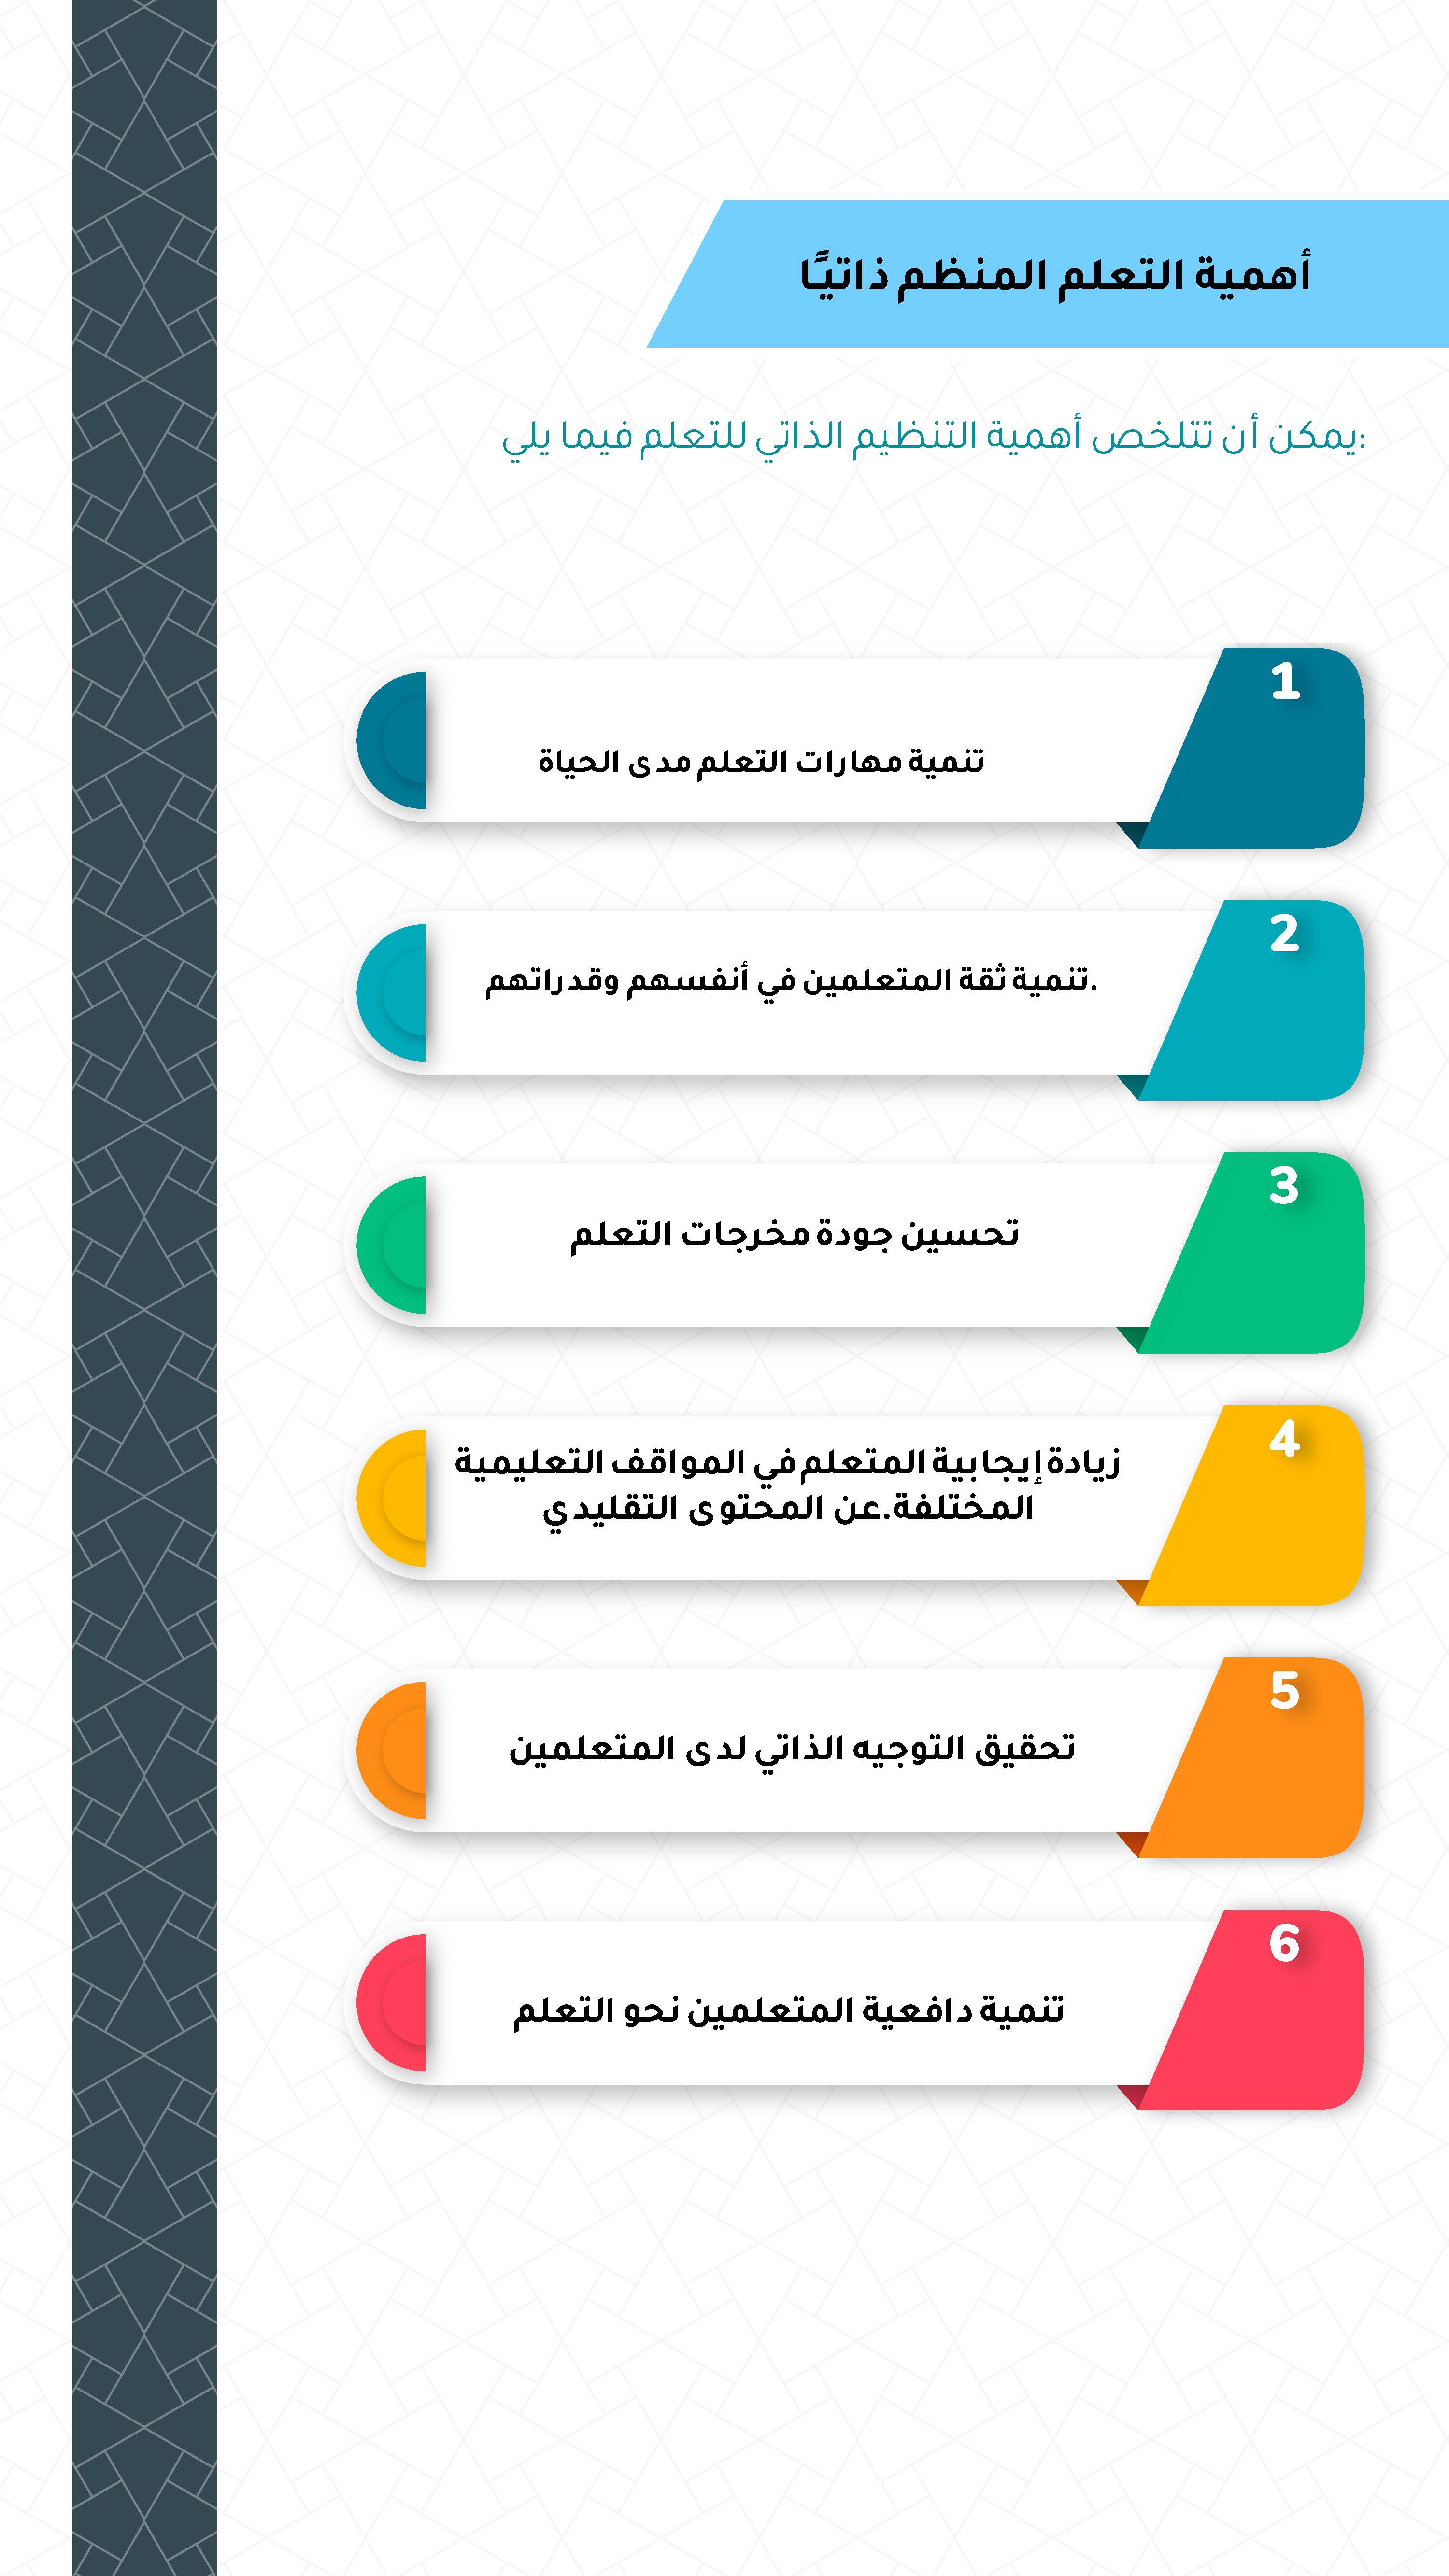 أهمية التعلم المنظم ذاتيًا
يمكن أن تتلخص أهمية التنظيم الذاتي للتعلم فيما يلي:
1
تنمية مهارات التعلم مدى الحياة
2
تنمية ثقة المتعلمين في أنفسهم وقدراتهم.
3
تحسين جودة مخرجات التعلم
4
زيادة إيجابية المتعلم في المواقف التعليمية
المختلفة.عن المحتوى التقليدي
5
تحقيق التوجيه الذاتي لدى المتعلمين
6
تنمية دافعية المتعلمين نحو التعلم